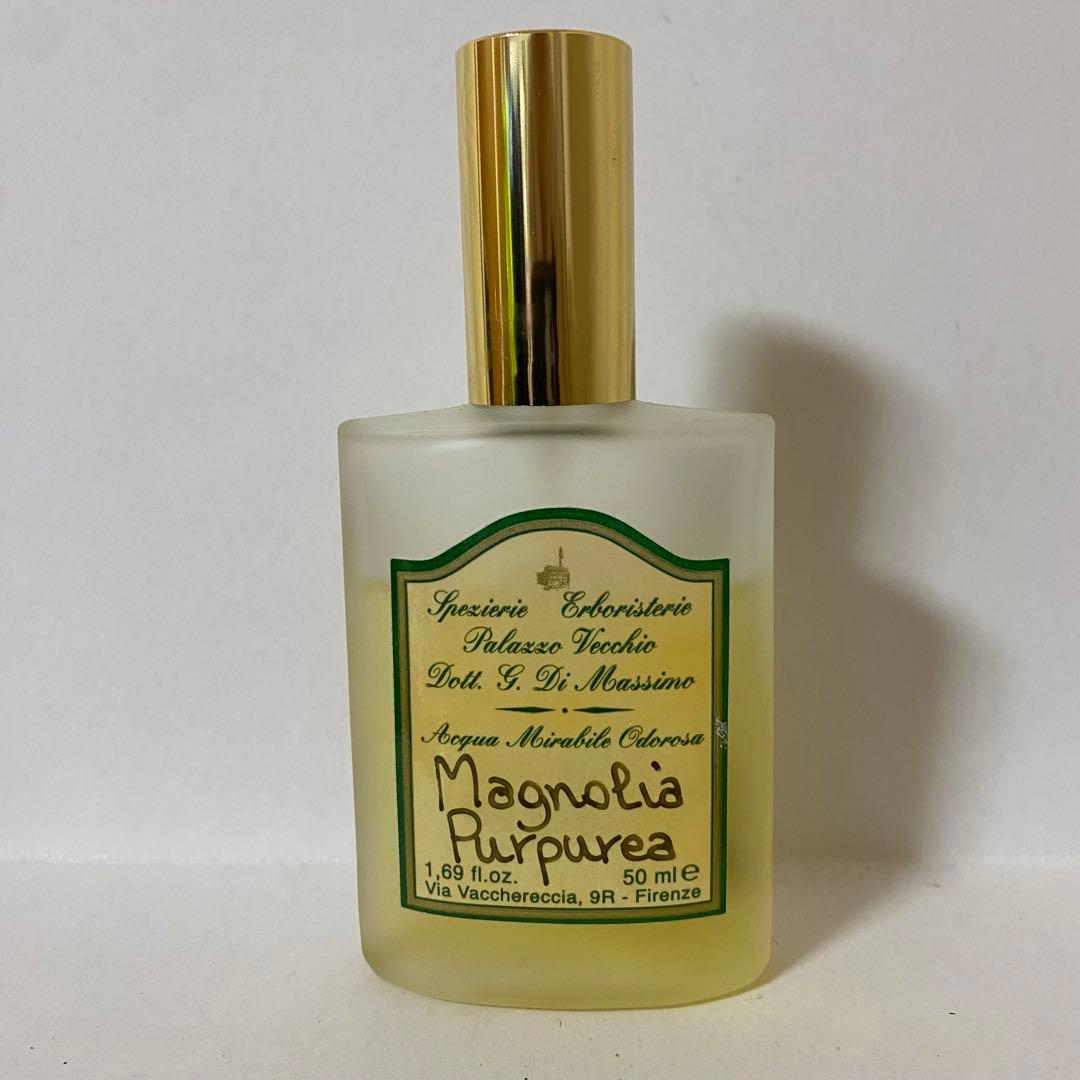 Spezierie Erboristerie
Palazzo Vecchio
Dott. G. Di Massimo
Acqua Mirabile Odorosa
Magnolia
Purpurea
1,69 fl.oz. 50 ml e
Via Vacchereccia, 9R - Firenze